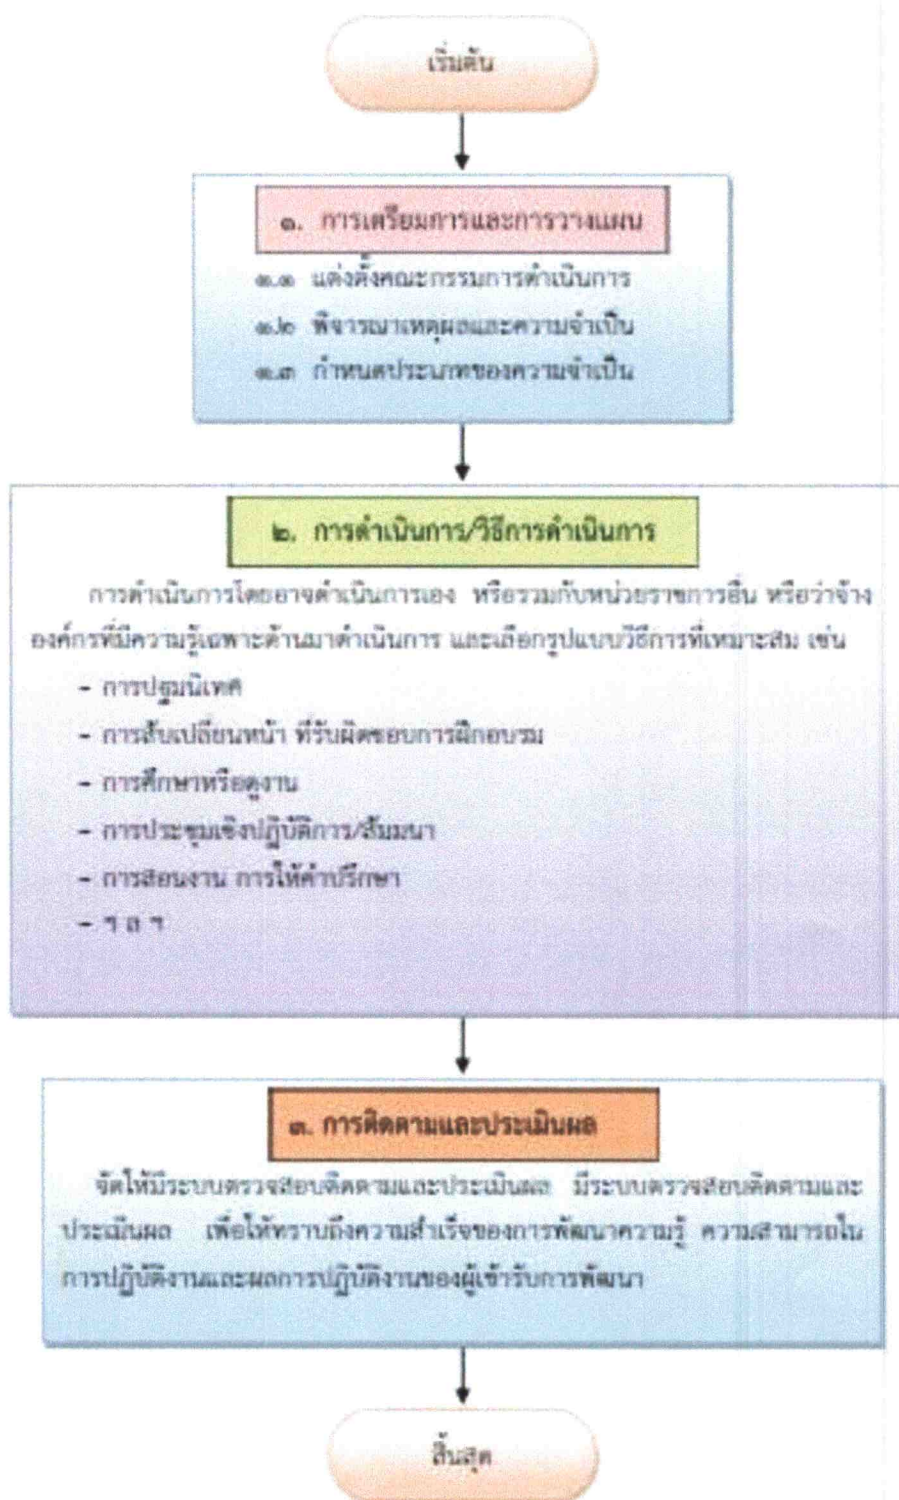 เริ่มต้น
๑. การเตรียมการและการวางแผน
๑.๑ แต่งตั้งคณะกรรมการดำเนินการ
๑.๒ พิจารณาเหตุผลและความจำเป็น
๑.๓ กำหนดประเภทของความจำเป็น
๒. การดำเนินการ/วิธีการดำเนินการ
การดำเนินการโดยอาจดำเนินการเอง หรือรวมกับหน่วยราชการอื่น หรือว่าจ้าง
องค์กรที่มีความรู้เฉพาะด้านมาดำเนินการ และเลือกรูปแบบวิธีการที่เหมาะสม เช่น
- การปฐมนิเทศ
- การสับเปลี่ยนหน้า ที่รับผิดชอบการฝึกอบรม
- การศึกษาหรือดูงาน
- การประชุมเชิงปฏิบัติการ/สัมมนา
- การสอนงาน การให้คำปรึกษา
- ฯ ล ฯ
๓. การติดตามและประเมินผล
จัดให้มีระบบตรวจสอบติดตามและประเมินผล มีระบบตรวจสอบติดตามและ
ประเมินผล เพื่อให้ทราบถึงความสำเร็จของการพัฒนาความรู้ ความสามารถใน
การปฏิบัติงานและผลการปฏิบัติงานของผู้เข้ารับการพัฒนา
สิ้นสุด